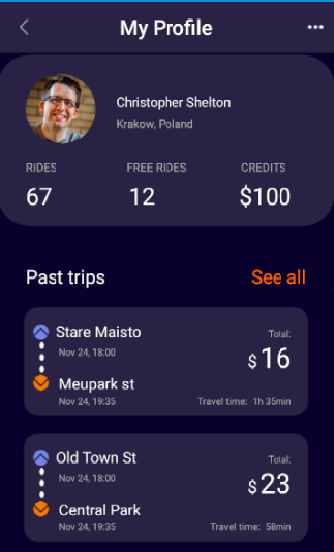 My Profile
Christopher Shelton
Krakow, Poland
RIDES FREE RIDES CREDITS
67 12 $100
Past trips See all
Stare Maisto Total:
Nov 24, 18:00 $ 16
Meupark st
Nov 24, 19:35 Travel time: 1h 35min
Old Town St Total:
Nov 24, 18:00 $ 23
Central Park
Nov 24, 19:35 Travel time: 58min